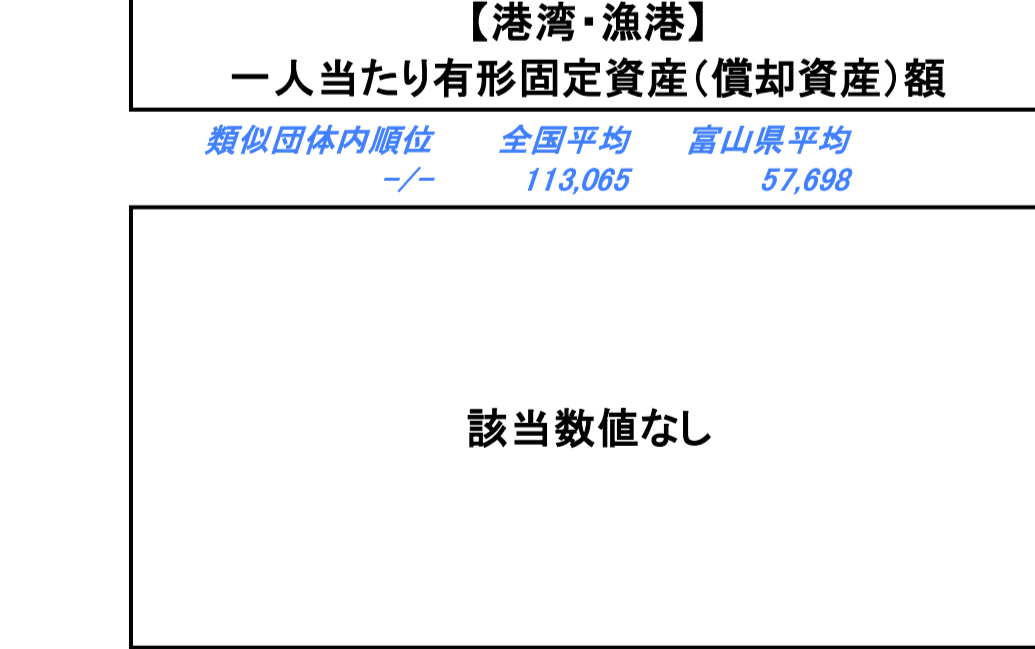 【港湾・漁港】
一人当たり有形固定資産(償却資産)額
類似団体内順位 全国平均 富山県平均
-/- 113,065 57,698
該当数値なし